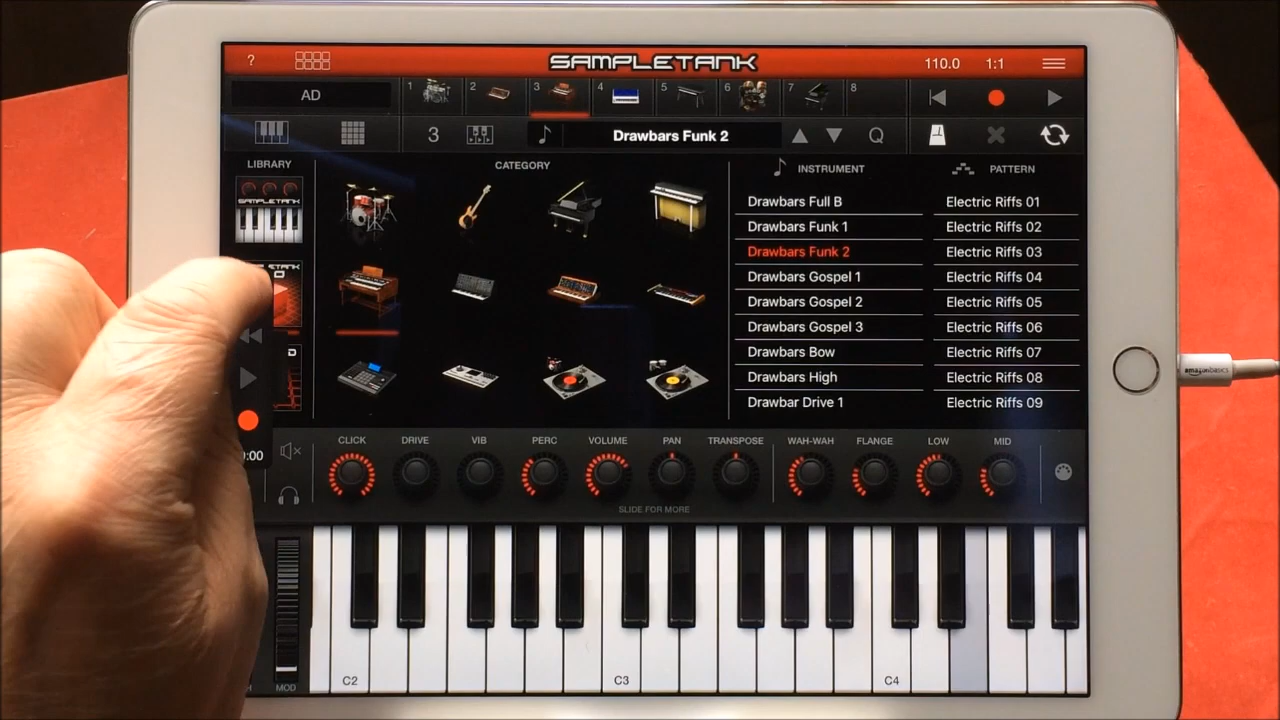 ? SAMPLETANK 110.0 1:1
AD 1 2 3 4 5 6 7 8
3 Drawbars Funk 2 Q
LIBRARY CATEGORY INSTRUMENT PATTERN
SAMPLETANK
Drawbars Full B Electric Riffs 01
Drawbars Funk 1 Electric Riffs 02
Drawbars Funk 2 Electric Riffs 03
Drawbars Gospel 1 Electric Riffs 04
Drawbars Gospel 2 Electric Riffs 05
Drawbars Gospel 3 Electric Riffs 06
Drawbars Bow Electric Riffs 07
Drawbars High Electric Riffs 08
Drawbar Drive 1 Electric Riffs 09
:00
CLICK DRIVE VIB PERC VOLUME PAN TRANSPOSE WAH-WAH FLANGE LOW MID
SLIDE FOR MORE
C2 C3 C4
MOD
amazonbasics